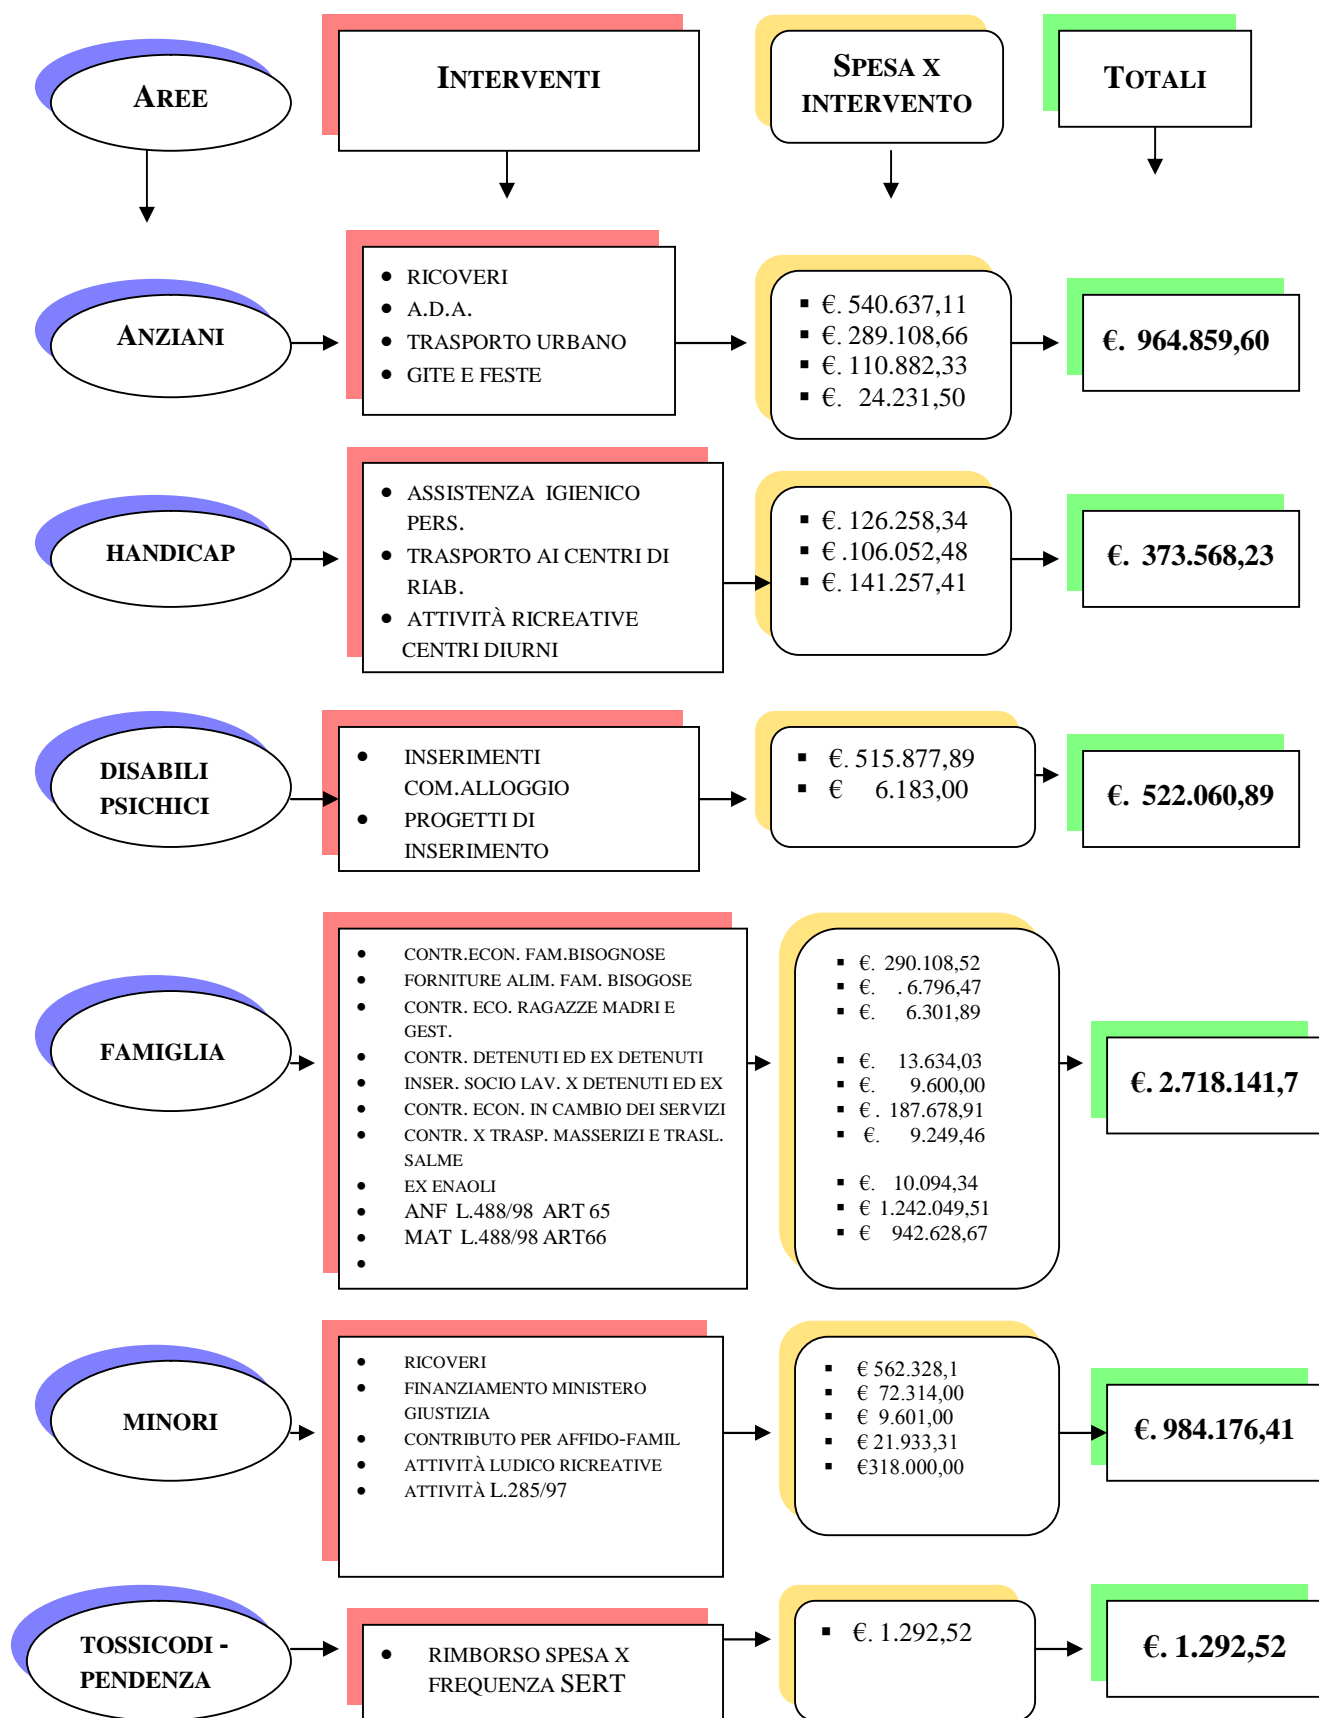 AREE
INTERVENTI
SPESA X
INTERVENTO
TOTALI
ANZIANI
• RICOVERI
• A.D.A.
• TRASPORTO URBANO
• GITE E FESTE
▪ €. 540.637,11
▪ €. 289.108,66
▪ €. 110.882,33
▪ €. 24.231,50
€. 964.859,60
HANDICAP
• ASSISTENZA IGIENICO
PERS.
• TRASPORTO AI CENTRI DI
RIAB.
• ATTIVITÀ RICREATIVE
CENTRI DIURNI
▪ €. 126.258,34
▪ € .106.052,48
▪ €. 141.257,41
€. 373.568,23
DISABILI
PSICHICI
• INSERIMENTI
COM.ALLOGGIO
• PROGETTI DI
INSERIMENTO
▪ €. 515.877,89
▪ € 6.183,00
€. 522.060,89
FAMIGLIA
• CONTR.ECON. FAM.BISOGNOSE
• FORNITURE ALIM. FAM. BISOGOSE
• CONTR. ECO. RAGAZZE MADRI E
GEST.
• CONTR. DETENUTI ED EX DETENUTI
• INSER. SOCIO LAV. X DETENUTI ED EX
• CONTR. ECON. IN CAMBIO DEI SERVIZI
• CONTR. X TRASP. MASSERIZI E TRASL.
SALME
• EX ENAOLI
• ANF L.488/98 ART 65
• MAT L.488/98 ART66
•
▪ €. 290.108,52
▪ €. . 6.796,47
▪ €. 6.301,89
▪ €. 13.634,03
▪ €. 9.600,00
▪ € . 187.678,91
▪ €. 9.249,46
▪ €. 10.094,34
▪ € 1.242.049,51
▪ € 942.628,67
€. 2.718.141,7
MINORI
• RICOVERI
• FINANZIAMENTO MINISTERO
GIUSTIZIA
• CONTRIBUTO PER AFFIDO-FAMIL
• ATTIVITÀ LUDICO RICREATIVE
• ATTIVITÀ L.285/97
▪ € 562.328,1
▪ € 72.314,00
▪ € 9.601,00
▪ € 21.933,31
▪ €318.000,00
€. 984.176,41
TOSSICODI -
PENDENZA
• RIMBORSO SPESA X
FREQUENZA SERT
▪ €. 1.292,52
€. 1.292,52